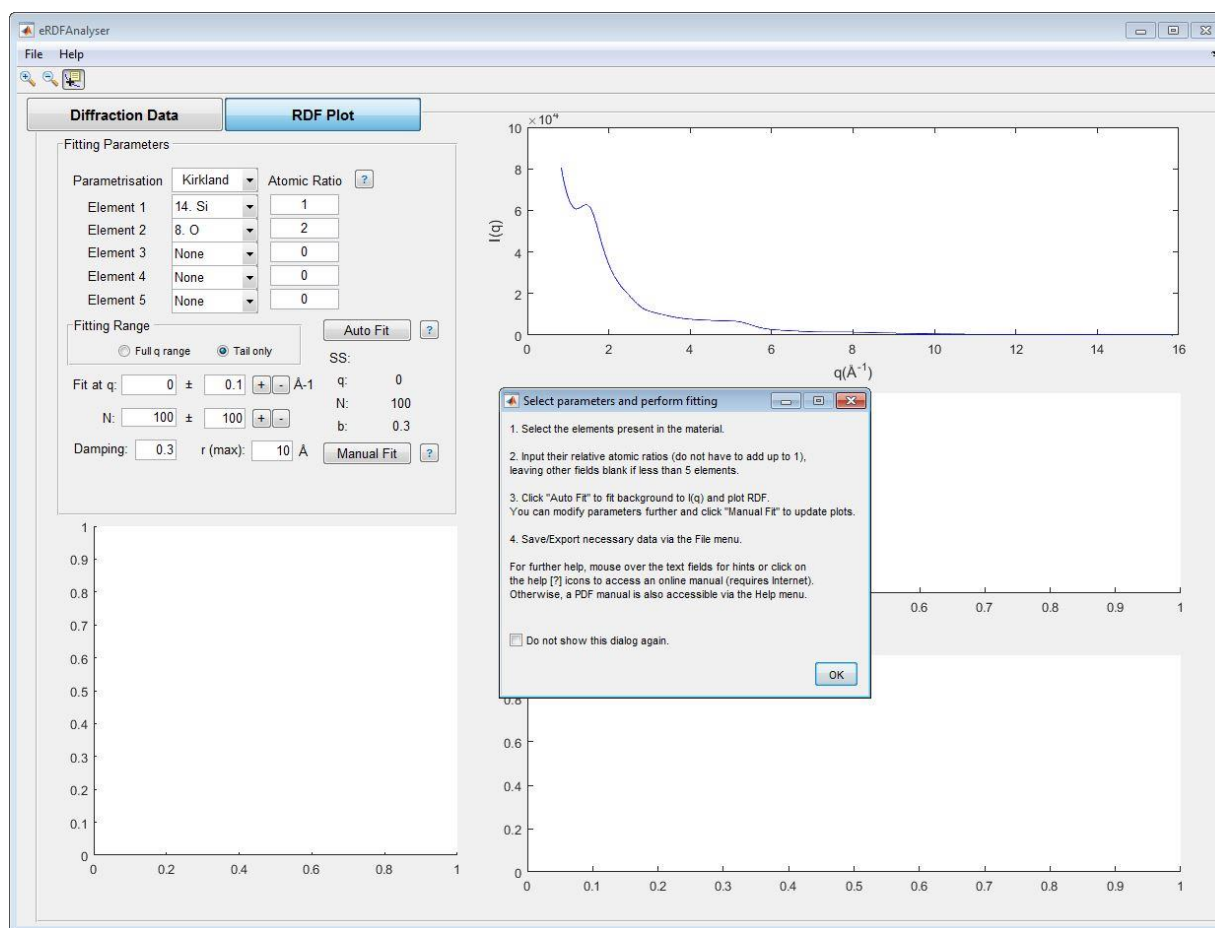 eRDFAnalyser
File Help
Diffraction Data RDF Plot
Fitting Parameters
Parametrisation Kirkland Atomic Ratio ?
Element 1 14. Si 1
Element 2 8. O 2
Element 3 None 0
Element 4 None 0
Element 5 None 0
Fitting Range
Full q range Tail only
Auto Fit ?
SS:
Fit at q: 0 ± 0.1 + - Å-1 q: 0
N: 100 ± 100 + - N: 100
b: 0.3
Damping: 0.3 r (max): 10 Å Manual Fit ?
1
0.9
0.8
0.7
0.6
0.5
0.4
0.3
0.2
0.1
0
0 0.2 0.4 0.6 0.8 1
× 10⁴
10
8
6
4
2
0
I(q)
0 2 4 6 8 10 12 14 16
q(Å⁻¹)
Select parameters and perform fitting
1. Select the elements present in the material.
2. Input their relative atomic ratios (do not have to add up to 1),
leaving other fields blank if less than 5 elements.
3. Click "Auto Fit" to fit background to I(q) and plot RDF.
You can modify parameters further and click "Manual Fit" to update plots.
4. Save/Export necessary data via the File menu.
For further help, mouse over the text fields for hints or click on
the help [?] icons to access an online manual (requires Internet).
Otherwise, a PDF manual is also accessible via the Help menu.
Do not show this dialog again.
OK
0.6 0.7 0.8 0.9 1
0.8
0.6
0.4
0.2
0
0 0.1 0.2 0.3 0.4 0.5 0.6 0.7 0.8 0.9 1